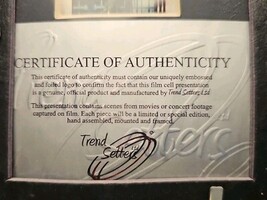 CERTIFICATE OF AUTHENTICITY
This certificate of authenticity must contain our uniquely embossed
and foiled logo to confirm the fact that this film cell presentation
is a genuine, official product and manufactured by Trend Setters Ltd
This presentation contains scenes from movies or concert footage
captured on film. Each piece will be a limited or special edition,
hand assembled, mounted and framed.
Trend
Setters